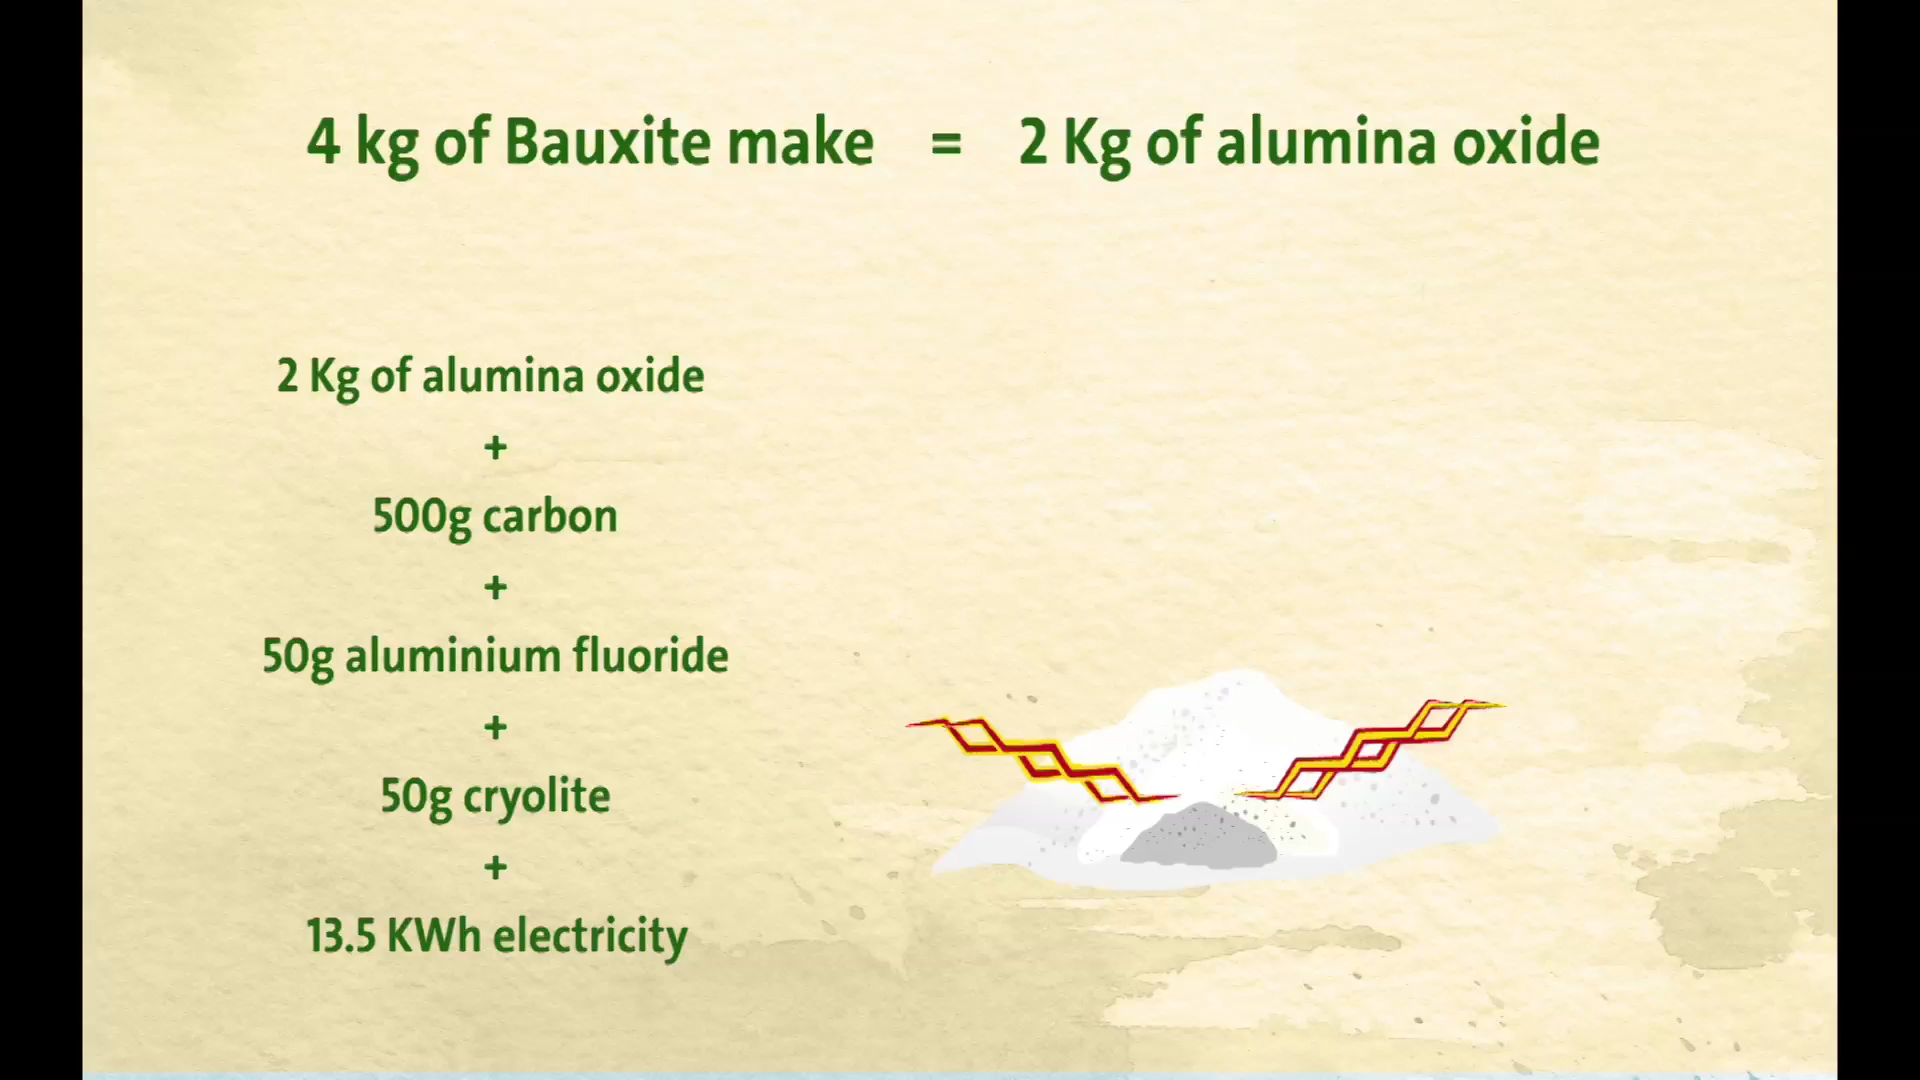 4 kg of Bauxite make = 2 Kg of alumina oxide
2 Kg of alumina oxide
+
500g carbon
+
50g aluminium fluoride
+
50g cryolite
+
13.5 KWh electricity